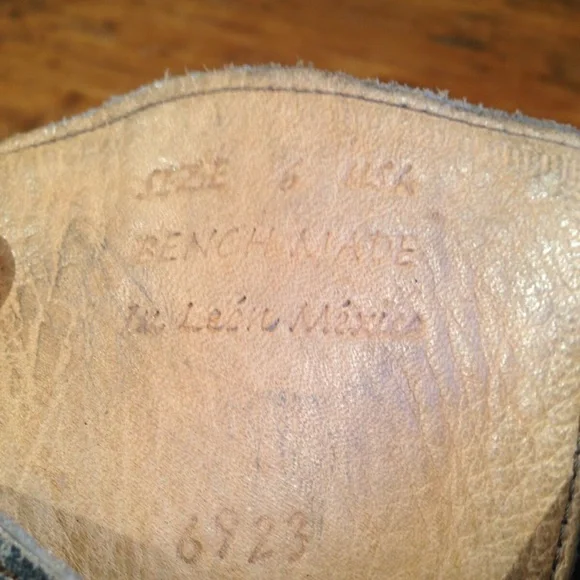 SIZE 6 USA
BENCH MADE
In León México
6923